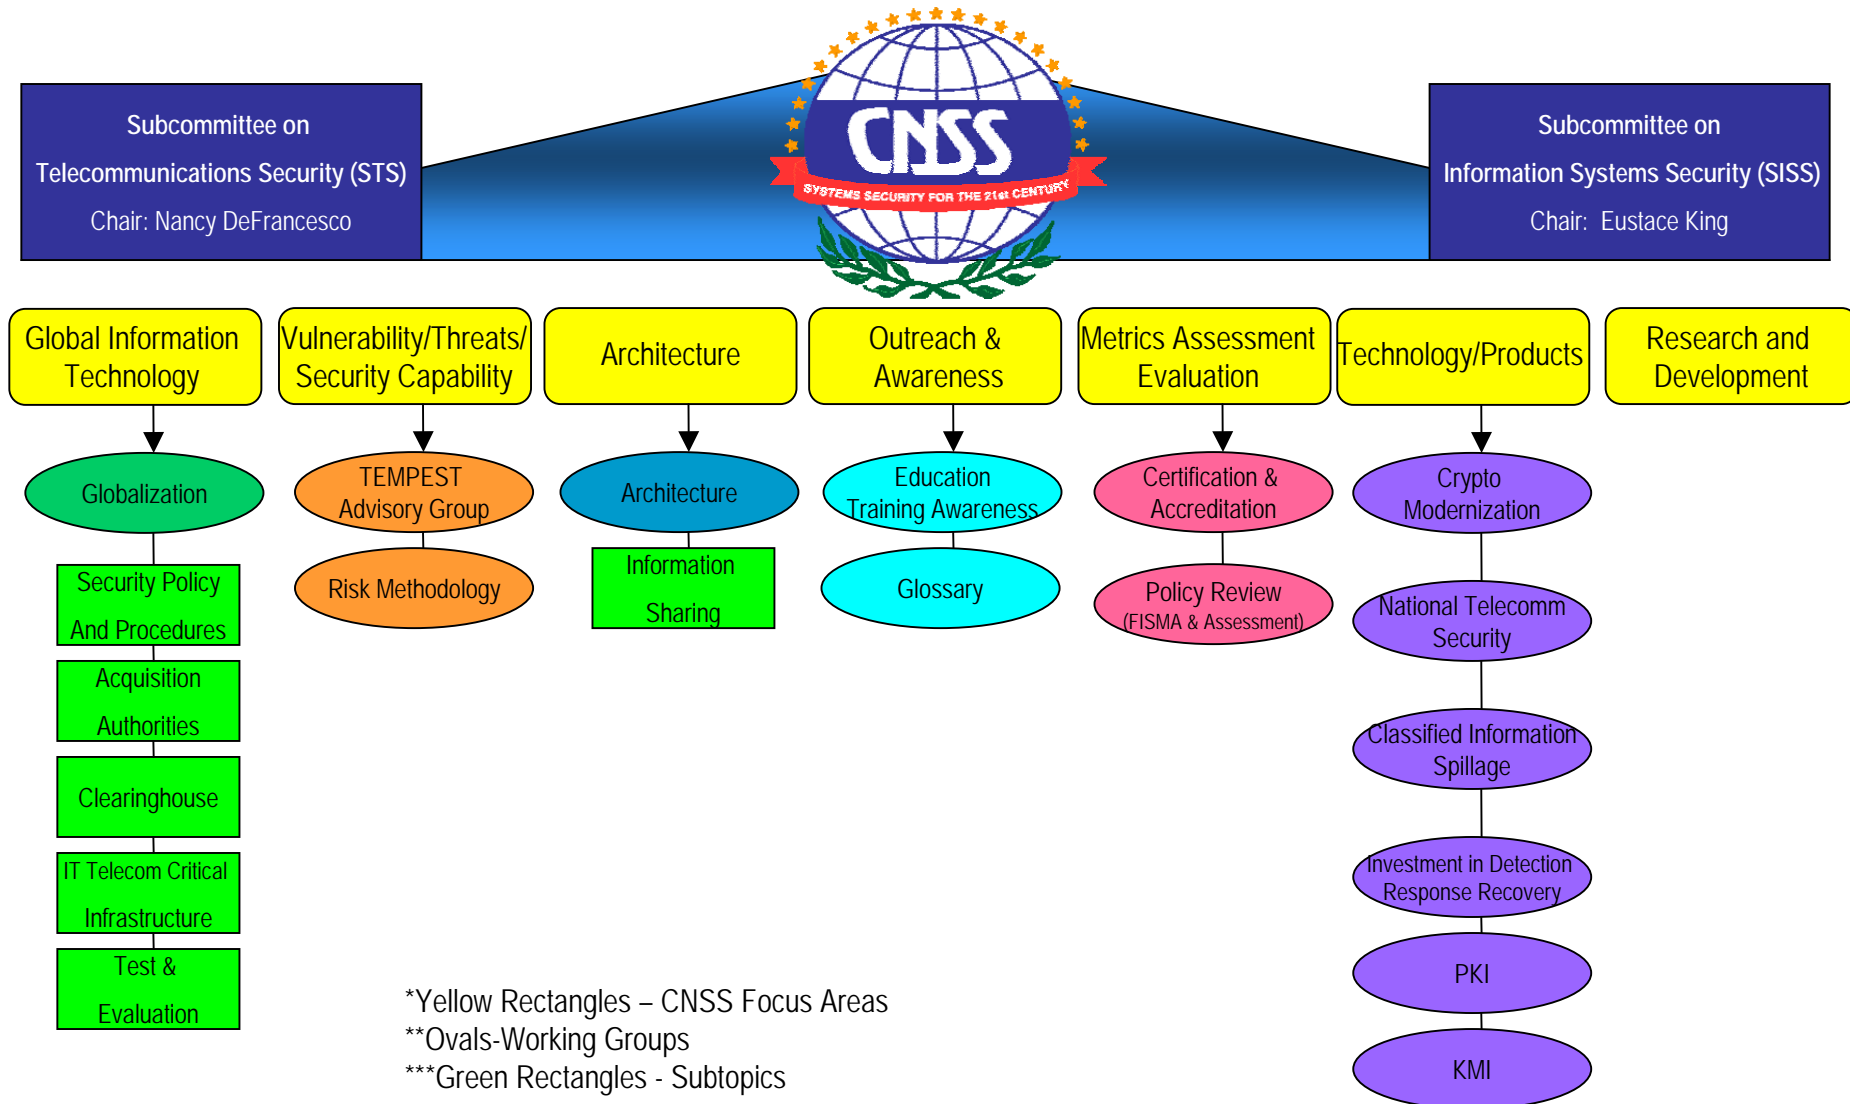 CNSS
SYSTEMS SECURITY FOR THE 21st CENTURY
Subcommittee on
Telecommunications Security (STS)
Chair: Nancy DeFrancesco
Subcommittee on
Information Systems Security (SISS)
Chair:  Eustace King
Global Information
Technology
Vulnerability/Threats/
Security Capability
Architecture
Outreach &
Awareness
Metrics Assessment
Evaluation
Technology/Products
Research and
Development
Globalization
Security Policy
And Procedures
Acquisition
Authorities
Clearinghouse
IT Telecom Critical
Infrastructure
Test &
Evaluation
TEMPEST
Advisory Group
Risk Methodology
Architecture
Information
Sharing
Education
Training Awareness
Glossary
Certification &
Accreditation
Policy Review
(FISMA & Assessment)
Crypto
Modernization
National Telecomm
Security
Classified Information
Spillage
Investment in Detection
Response Recovery
PKI
KMI
*Yellow Rectangles – CNSS Focus Areas
**Ovals-Working Groups
***Green Rectangles - Subtopics